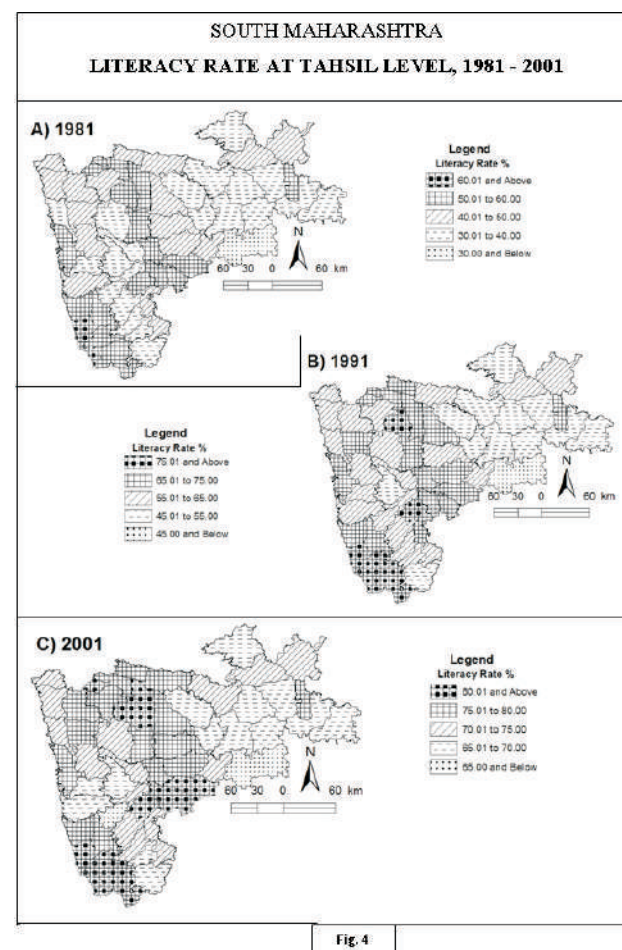 SOUTH MAHARASHTRA
LITERACY RATE AT TAHSIL LEVEL, 1981 - 2001
A) 1981
Legend
Literacy Rate %
60.01 and Above
50.01 to 60.00
40.01 to 50.00
30.01 to 40.00
30.00 and Below
N
60 30 0 60 km
B) 1991
Legend
Literacy Rate %
75.01 and Above
65.01 to 75.00
55.01 to 65.00
45.01 to 55.00
45.00 and Below
N
60 30 0 60 km
C) 2001
Legend
Literacy Rate %
80.01 and Above
75.01 to 80.00
70.01 to 75.00
65.01 to 70.00
65.00 and Below
N
60 30 0 60 km
Fig. 4